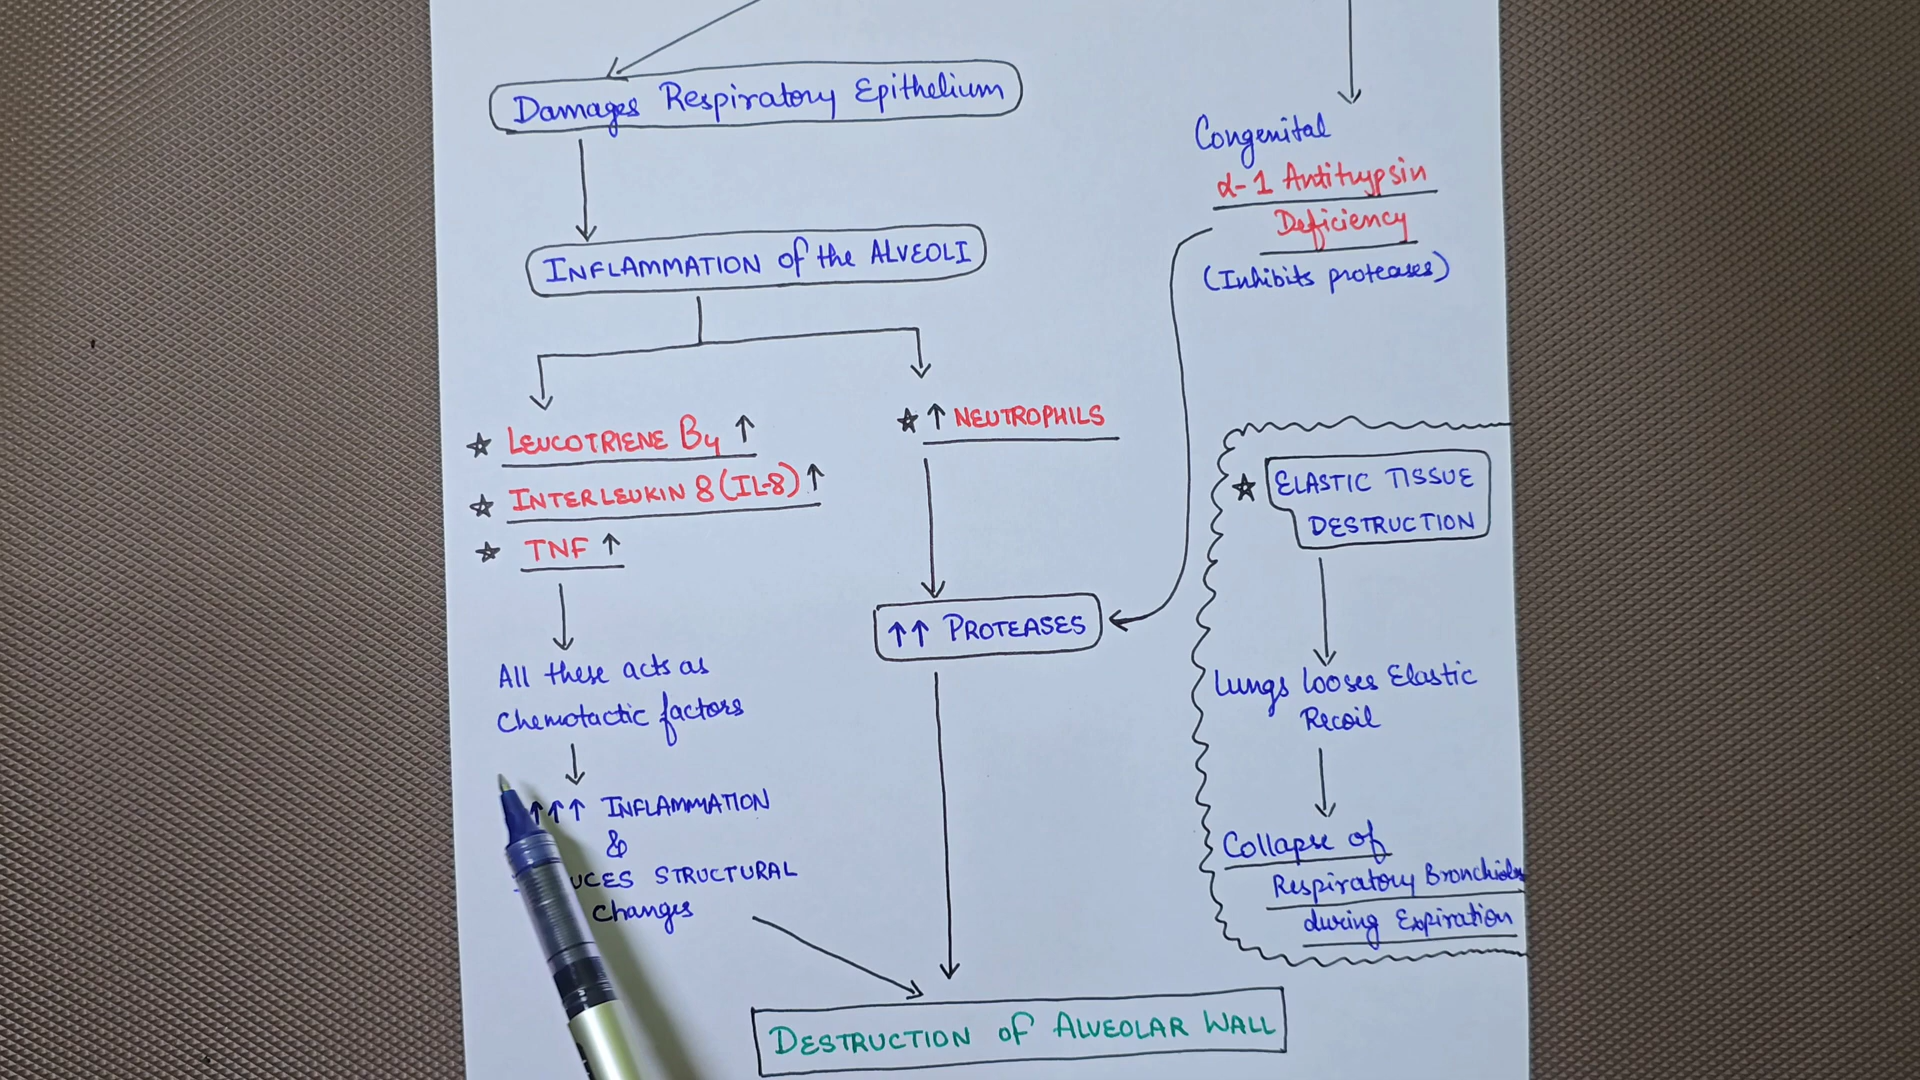 Damages Respiratory Epithelium
INFLAMMATION of the ALVEOLI
★ LEUCOTRIENE B4 ↑
★ INTERLEUKIN 8 (IL-8) ↑
★ TNF ↑
All these acts as
chemotactic factors
↑↑↑ INFLAMMATION
&
STRUCTURAL
changes
★ ↑ NEUTROPHILS
↑↑ PROTEASES
Congenital
α-1 Antitrypsin
Deficiency
(Inhibits proteases)
★ ELASTIC TISSUE
DESTRUCTION
Lungs looses Elastic
Recoil
Collapse of
Respiratory Bronchioles
during Expiration
DESTRUCTION of ALVEOLAR WALL